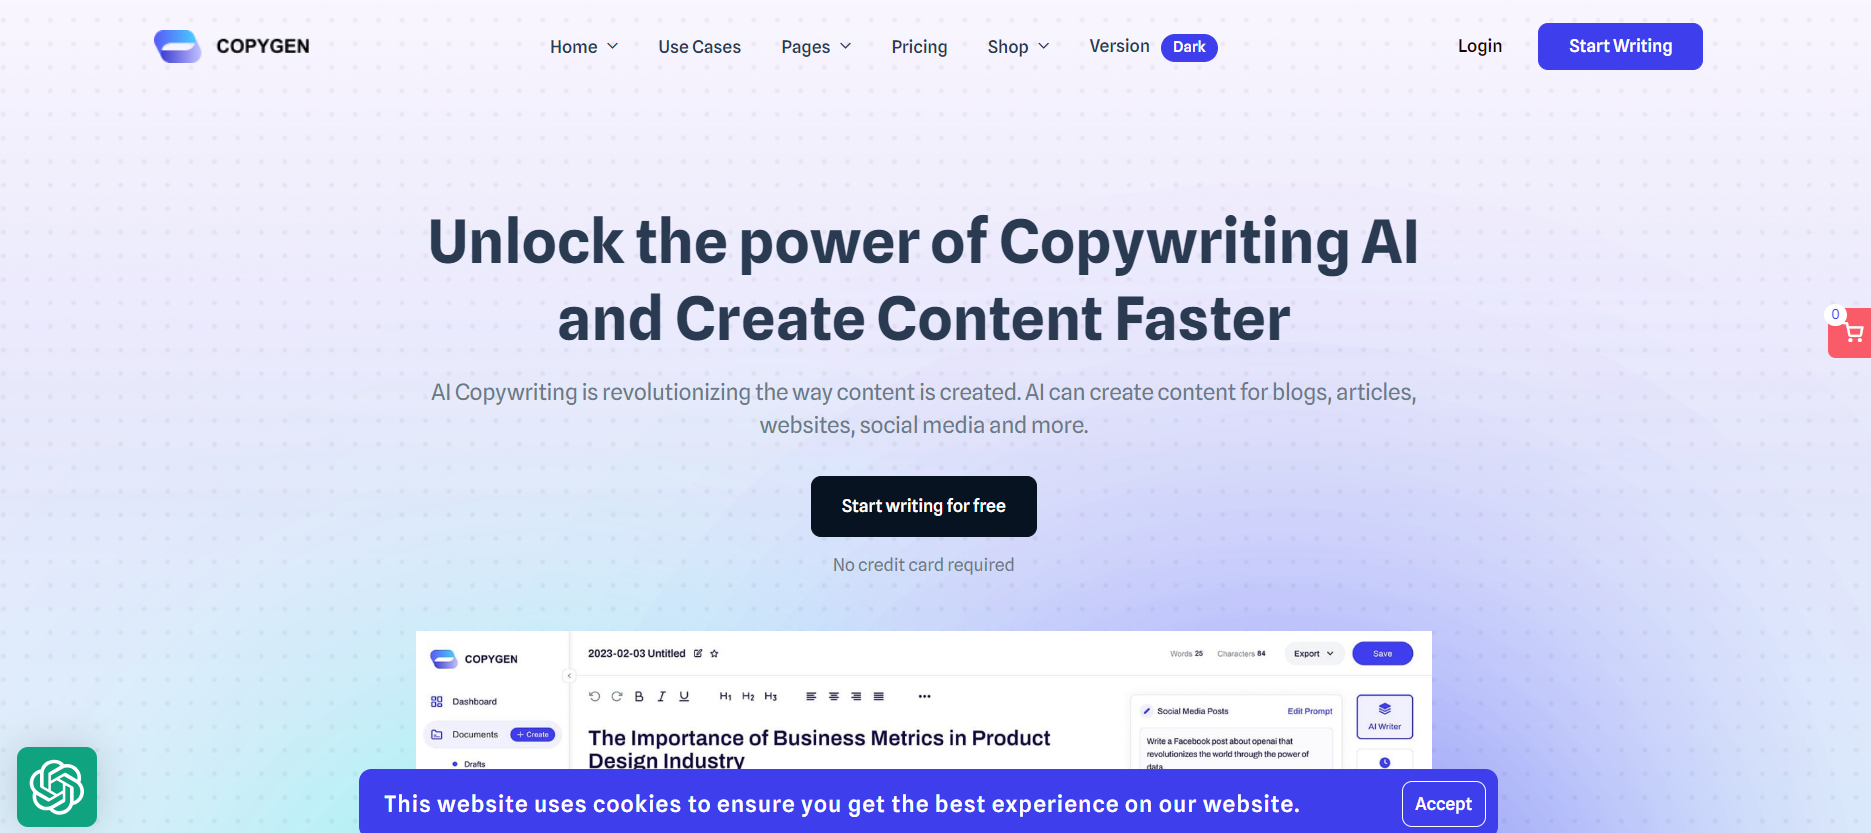 COPYGEN
Home
Use Cases
Pages
Pricing
Shop
Version
Dark
Login
Start Writing
Unlock the power of Copywriting AI
and Create Content Faster
0
AI Copywriting is revolutionizing the way content is created. AI can create content for blogs, articles,
websites, social media and more.
Start writing for free
No credit card required
COPYGEN
2023-02-03 Untitled
Words 25
Characters 84
Export
Save
Dashboard
B I U H1 H2 H3
Documents
+ Create
Drafts
The Importance of Business Metrics in Product
Design Industry
Social Media Posts
Edit Prompt
Write a Facebook post about openai that
revolutionizes the world through the power of
data.
AI Writer
This website uses cookies to ensure you get the best experience on our website.
Accept